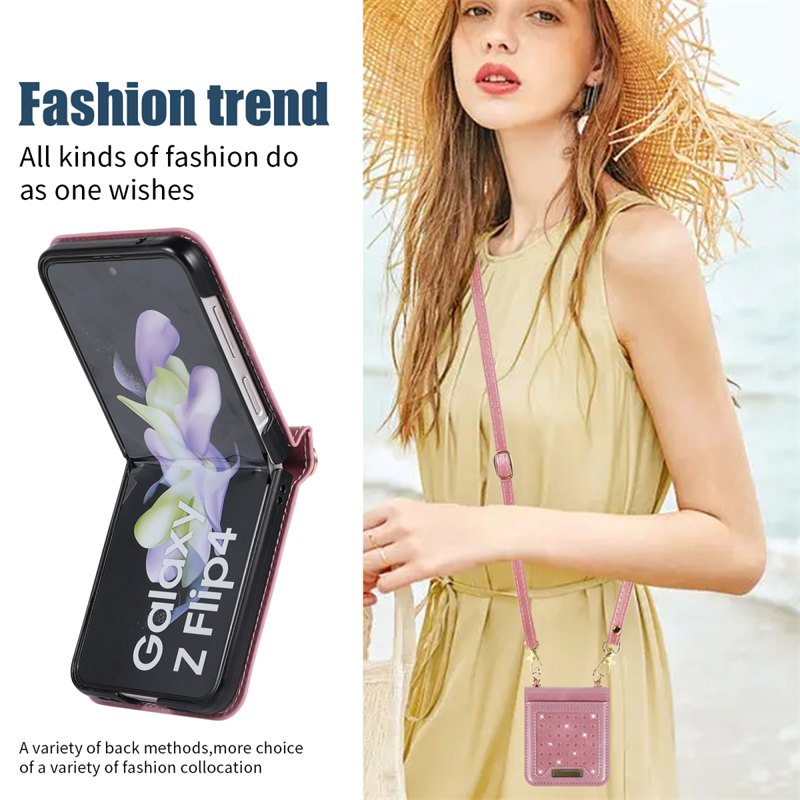 Fashion trend
All kinds of fashion do
as one wishes
Galaxy
Z Flip4
A variety of back methods,more choice
of a variety of fashion collocation